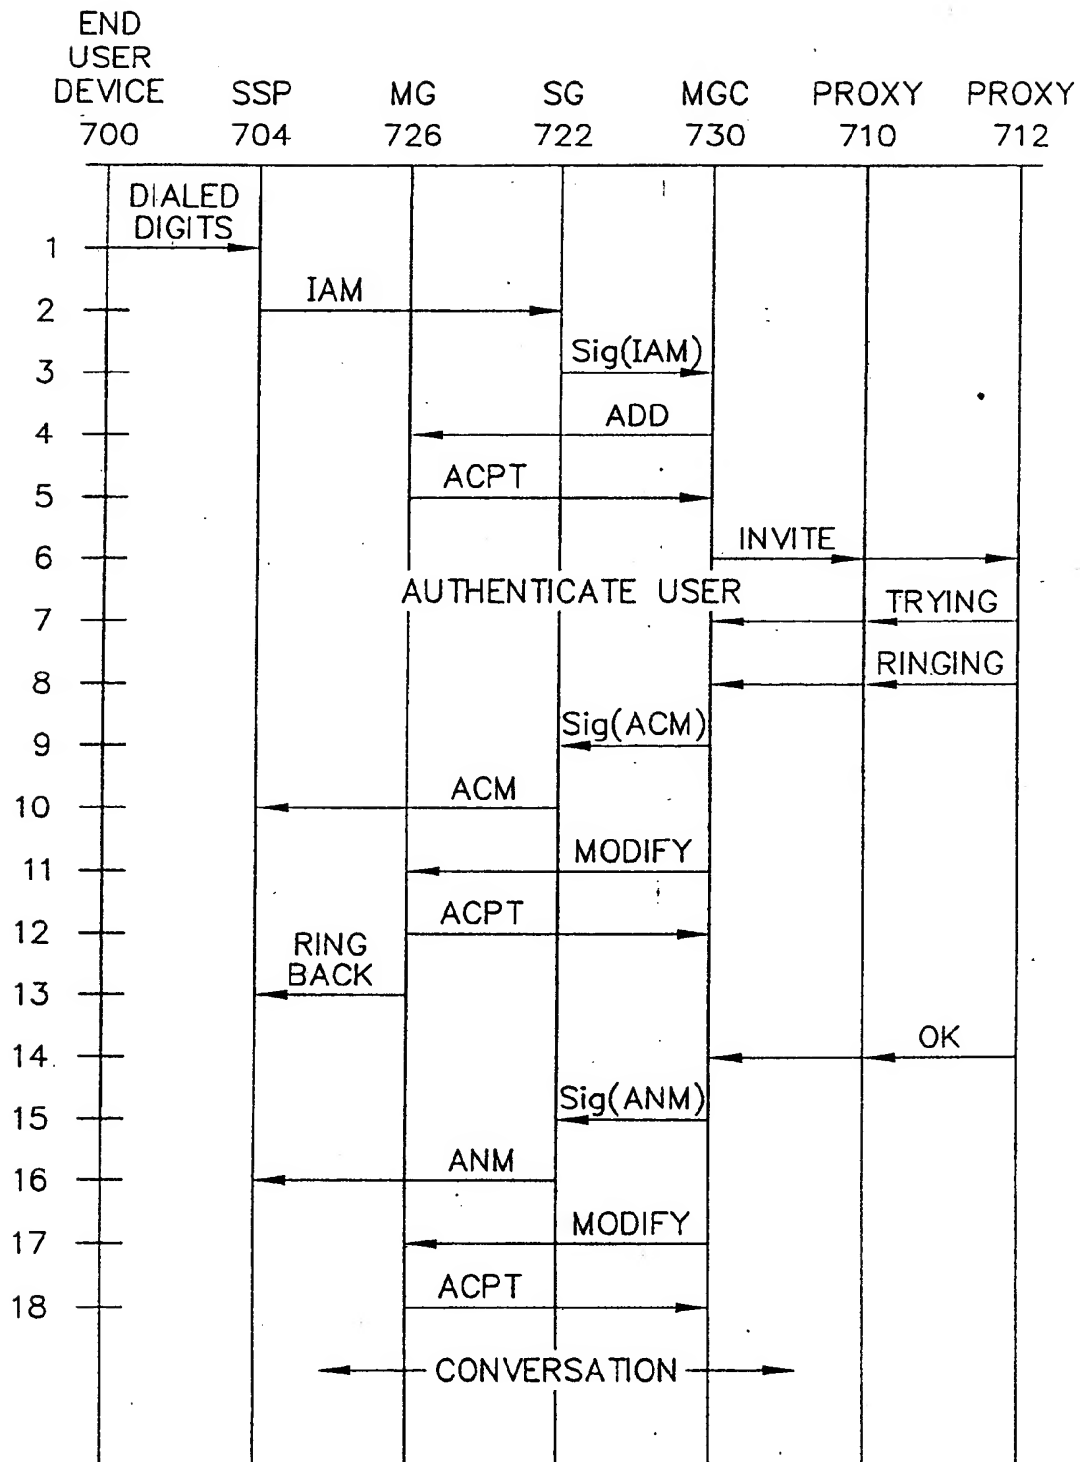 END
USER
DEVICE SSP MG SG MGC PROXY PROXY
700 704 726 722 730 710 712
DIALED
DIGITS
1
IAM
2
Sig(IAM)
3
ADD
4
ACPT
5
INVITE
6
AUTHENTICATE USER
TRYING
7
RINGING
8
Sig(ACM)
9
ACM
10
MODIFY
11
ACPT
12
RING
BACK
13
OK
14
Sig(ANM)
15
ANM
16
MODIFY
17
ACPT
18
CONVERSATION